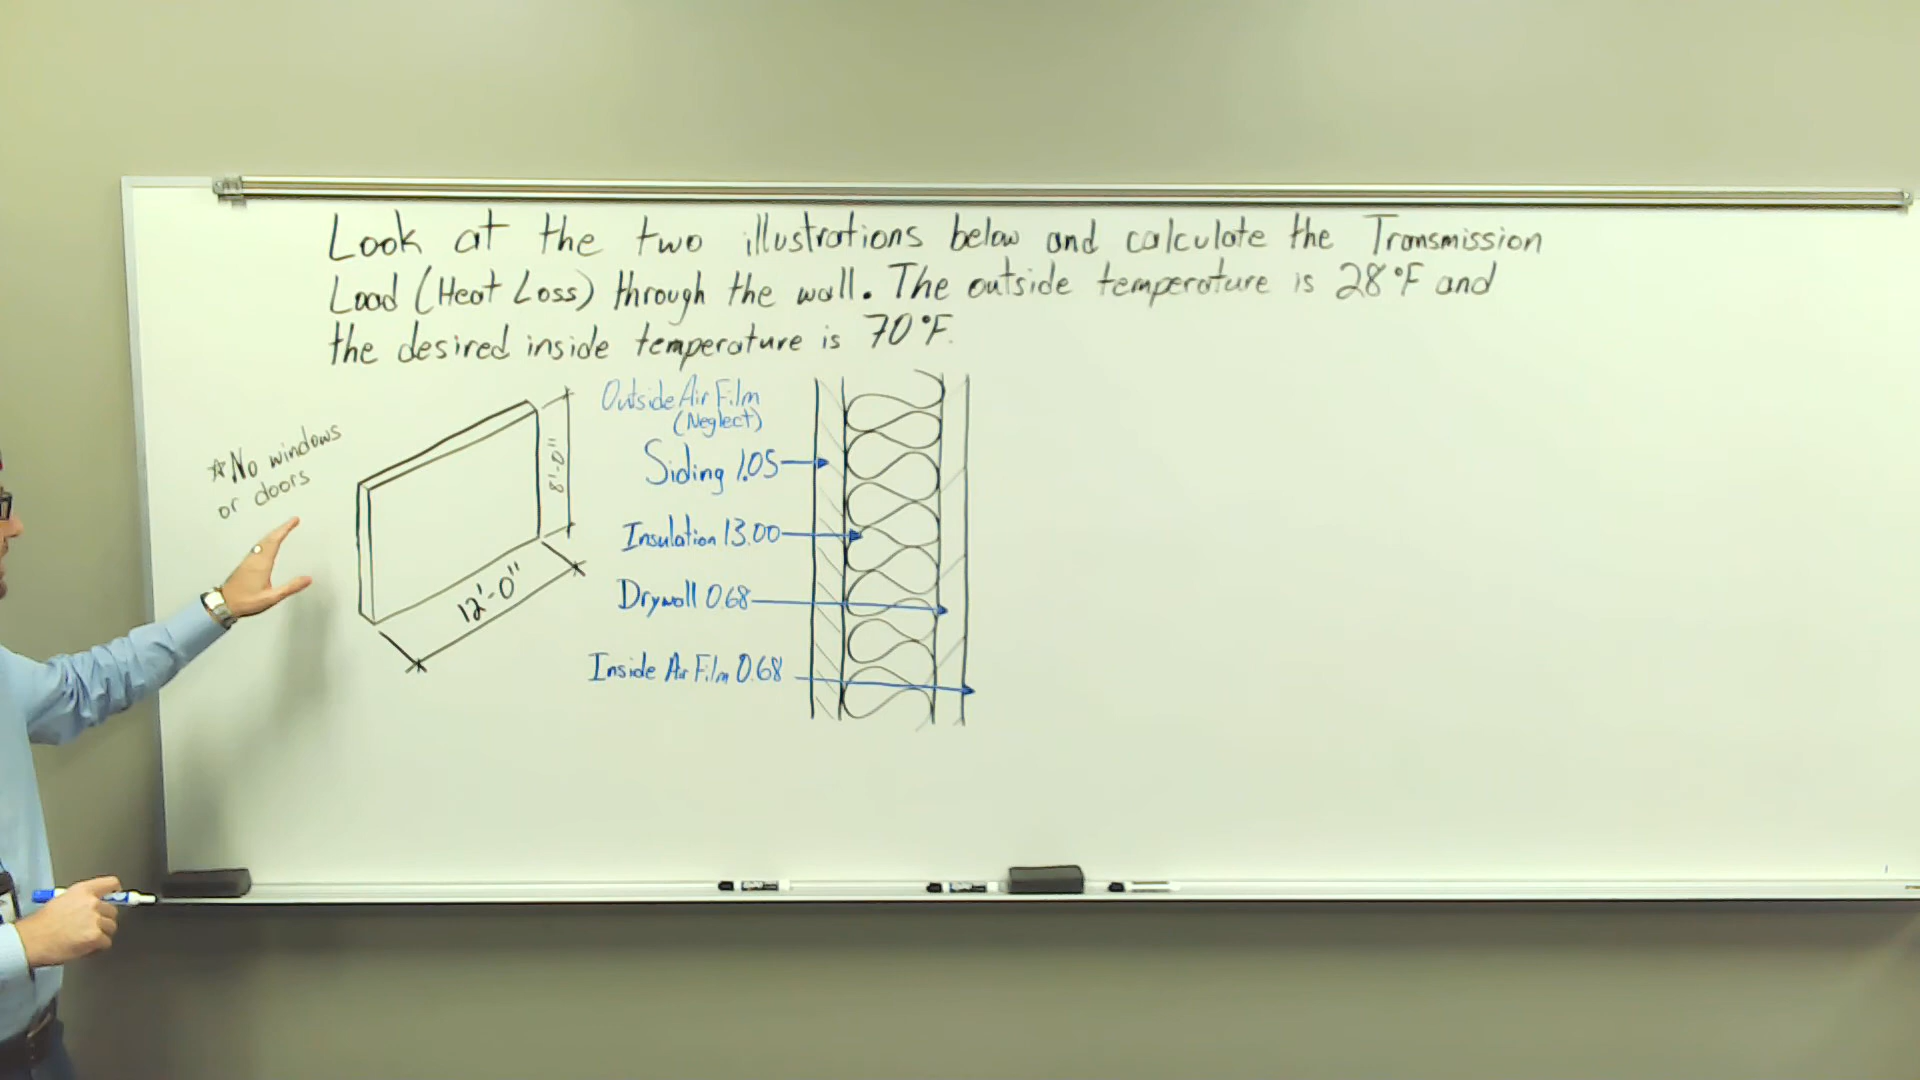 Look at the two illustrations below and calculate the Transmission
Load (Heat Loss) through the wall. The outside temperature is 28°F and
the desired inside temperature is 70°F.
☆No windows
or doors
8'-0"
12'-0"
Outside Air Film
(Neglect)
Siding 1.05
Insulation 13.00
Drywall 0.68
Inside Air Film 0.68